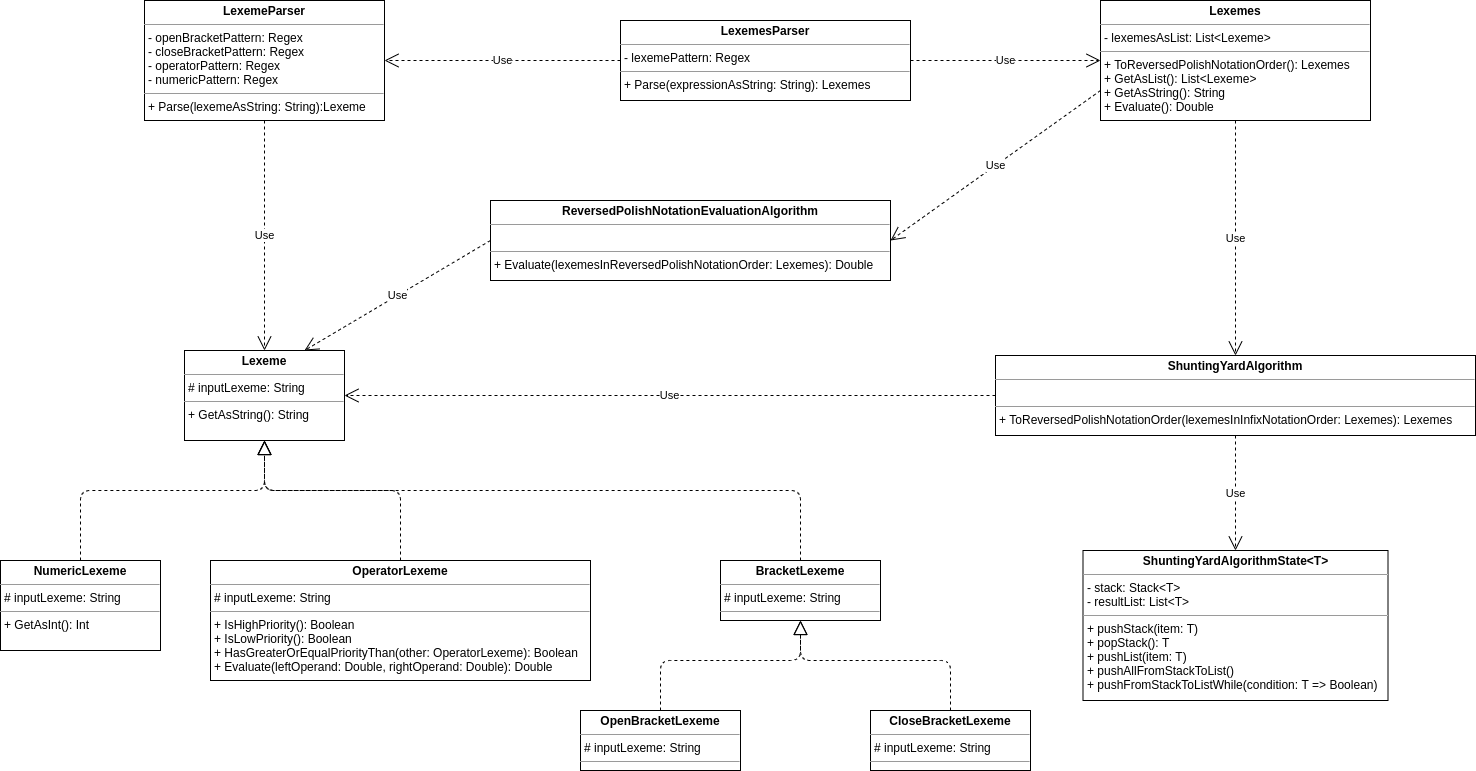 LexemeParser
- openBracketPattern: Regex
- closeBracketPattern: Regex
- operatorPattern: Regex
- numericPattern: Regex
+ Parse(lexemeAsString: String):Lexeme
Use
LexemesParser
- lexemePattern: Regex
+ Parse(expressionAsString: String): Lexemes
Use
Lexemes
- lexemesAsList: List<Lexeme>
+ ToReversedPolishNotationOrder(): Lexemes
+ GetAsList(): List<Lexeme>
+ GetAsString(): String
+ Evaluate(): Double
Use
Use
Use
ReversedPolishNotationEvaluationAlgorithm
+ Evaluate(lexemesInReversedPolishNotationOrder: Lexemes): Double
Use
Lexeme
# inputLexeme: String
+ GetAsString(): String
Use
ShuntingYardAlgorithm
+ ToReversedPolishNotationOrder(lexemesInInfixNotationOrder: Lexemes): Lexemes
Use
NumericLexeme
# inputLexeme: String
+ GetAsInt(): Int
OperatorLexeme
# inputLexeme: String
+ IsHighPriority(): Boolean
+ IsLowPriority(): Boolean
+ HasGreaterOrEqualPriorityThan(other: OperatorLexeme): Boolean
+ Evaluate(leftOperand: Double, rightOperand: Double): Double
BracketLexeme
# inputLexeme: String
ShuntingYardAlgorithmState<T>
- stack: Stack<T>
- resultList: List<T>
+ pushStack(item: T)
+ popStack(): T
+ pushList(item: T)
+ pushAllFromStackToList()
+ pushFromStackToListWhile(condition: T => Boolean)
OpenBracketLexeme
# inputLexeme: String
CloseBracketLexeme
# inputLexeme: String